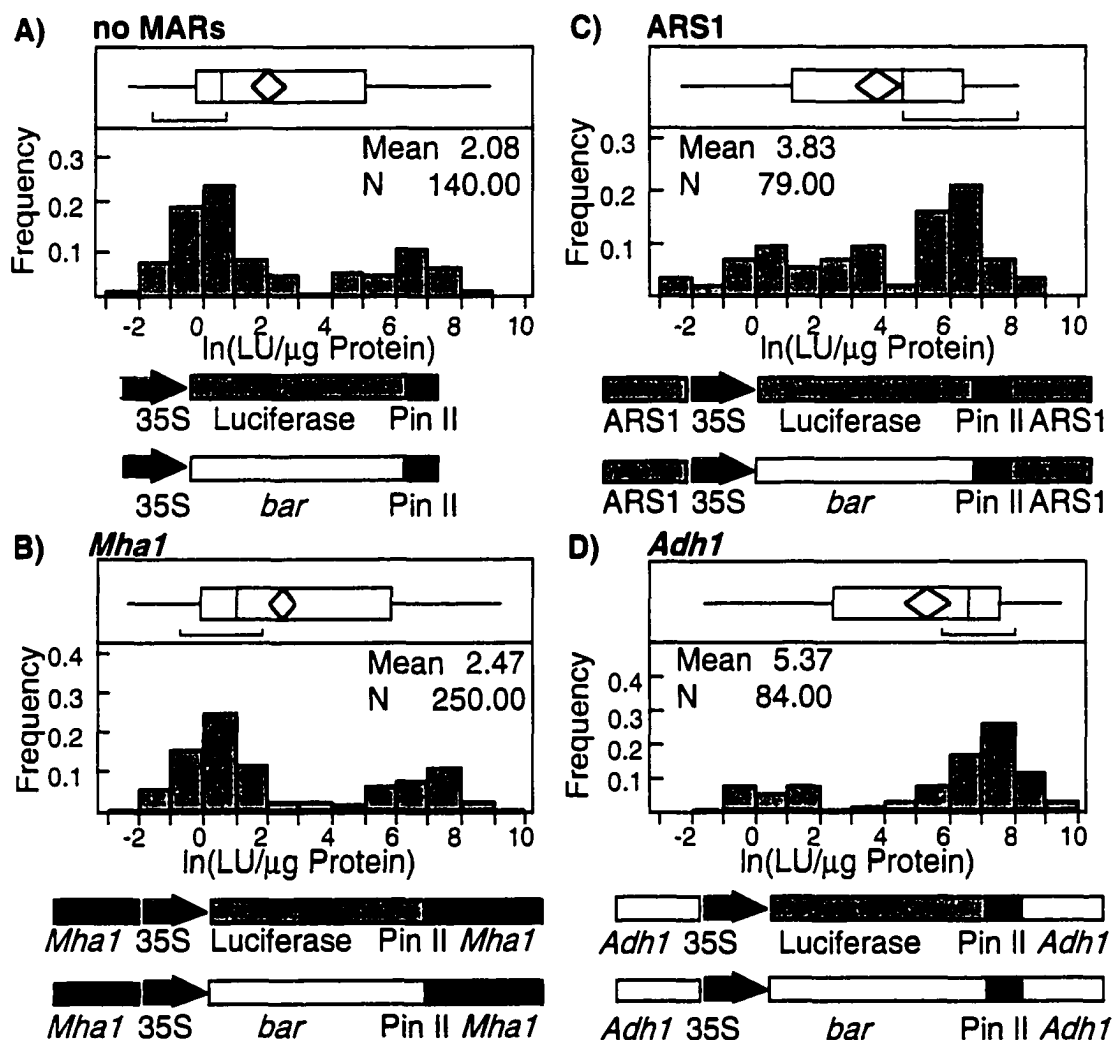 A) no MARs
Mean 2.08
N 140.00
Frequency
0.3
0.2
0.1
-2 0 2 4 6 8 10
ln(LU/µg Protein)
35S Luciferase Pin II
35S bar Pin II
B) Mha1
Mean 2.47
N 250.00
Frequency
0.4
0.3
0.2
0.1
-2 0 2 4 6 8 10
ln(LU/µg Protein)
Mha1 35S Luciferase Pin II Mha1
Mha1 35S bar Pin II Mha1
C) ARS1
Mean 3.83
N 79.00
Frequency
0.3
0.2
0.1
-2 0 2 4 6 8 10
ln(LU/µg Protein)
ARS1 35S Luciferase Pin II ARS1
ARS1 35S bar Pin II ARS1
D) Adh1
Mean 5.37
N 84.00
Frequency
0.4
0.3
0.2
0.1
-2 0 2 4 6 8 10
ln(LU/µg Protein)
Adh1 35S Luciferase Pin II Adh1
Adh1 35S bar Pin II Adh1